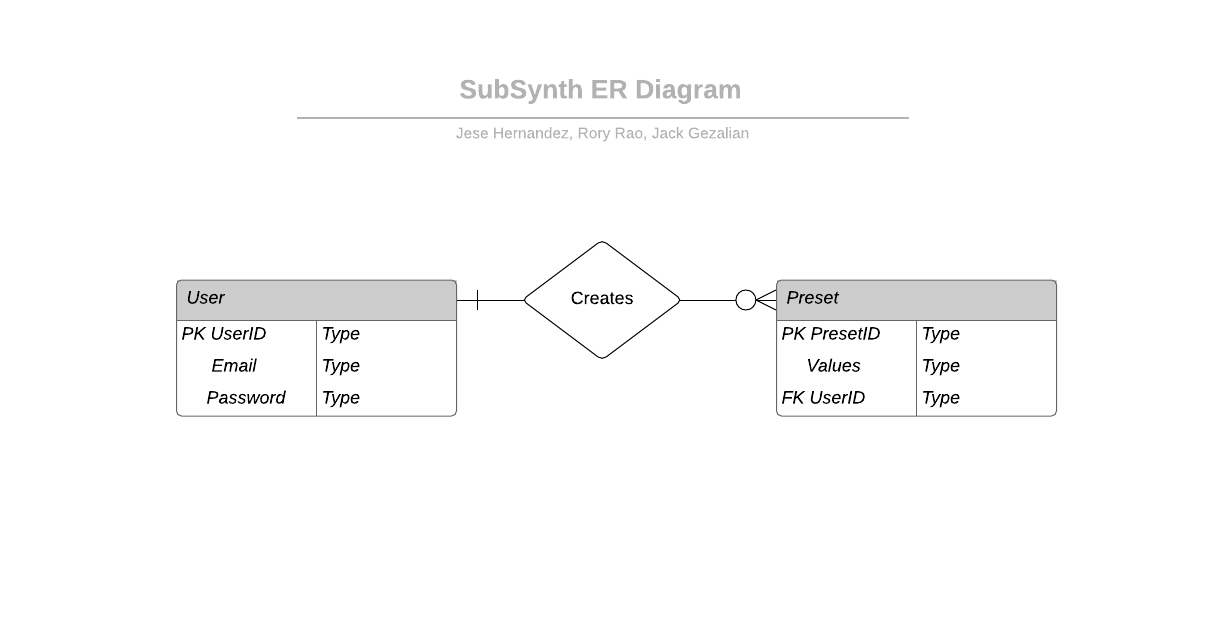 SubSynth ER Diagram
Jese Hernandez, Rory Rao, Jack Gezalian
User
PK UserID Type
Email Type
Password Type
Creates
Preset
PK PresetID Type
Values Type
FK UserID Type